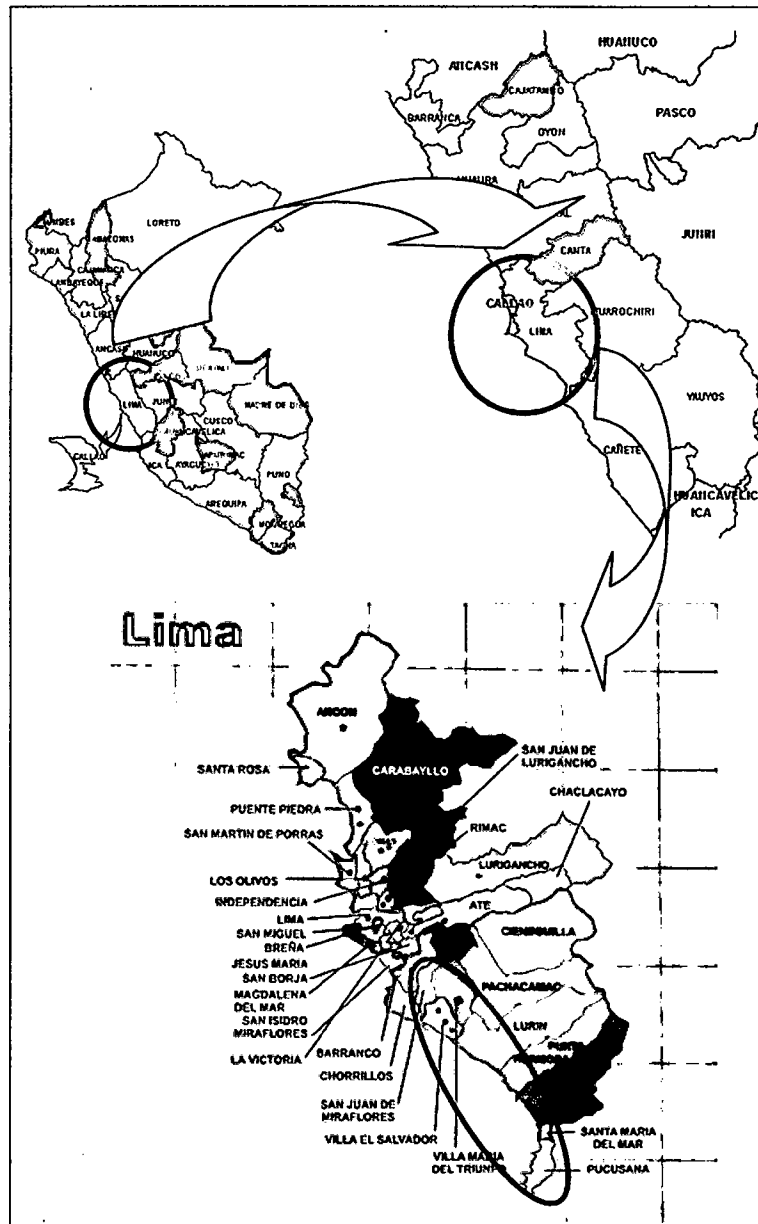 LORETO
PIURA
CAJAMARCA
LAMBAYEQUE
ANCASH
HUANUCO
LIMA
MADRE DE DIOS
CUSCO
CALLAO
ICA
PUNO
AREQUIPA
TACNA
HUANUCO
ANCASH
CAJATAMBO
BARRANCA
OYON
PASCO
HUAURA
JUNIN
CANTA
CALLAO
LIMA
HUAROCHIRI
YAUYOS
CAÑETE
HUANCAVELIC
ICA
Lima
ANCON
SANTA ROSA
CARABAYLLO
SAN JUAN DE
LURIGANCHO
CHACLACAYO
PUENTE PIEDRA
SAN MARTIN DE PORRAS
RIMAC
LURIGANCHO
LOS OLIVOS
INDEPENDENCIA
ATE
LIMA
SAN MIGUEL
BREÑA
CIENEGUILLA
JESUS MARIA
SAN BORJA
MAGDALENA
DEL MAR
PACHACAMAC
SAN ISIDRO
MIRAFLORES
LURIN
LA VICTORIA
BARRANCO
CHORRILLOS
PUNTA
HERMOSA
SAN JUAN DE
MIRAFLORES
VILLA EL SALVADOR
VILLA MARIA
DEL TRIUNFO
SANTA MARIA
DEL MAR
PUCUSANA